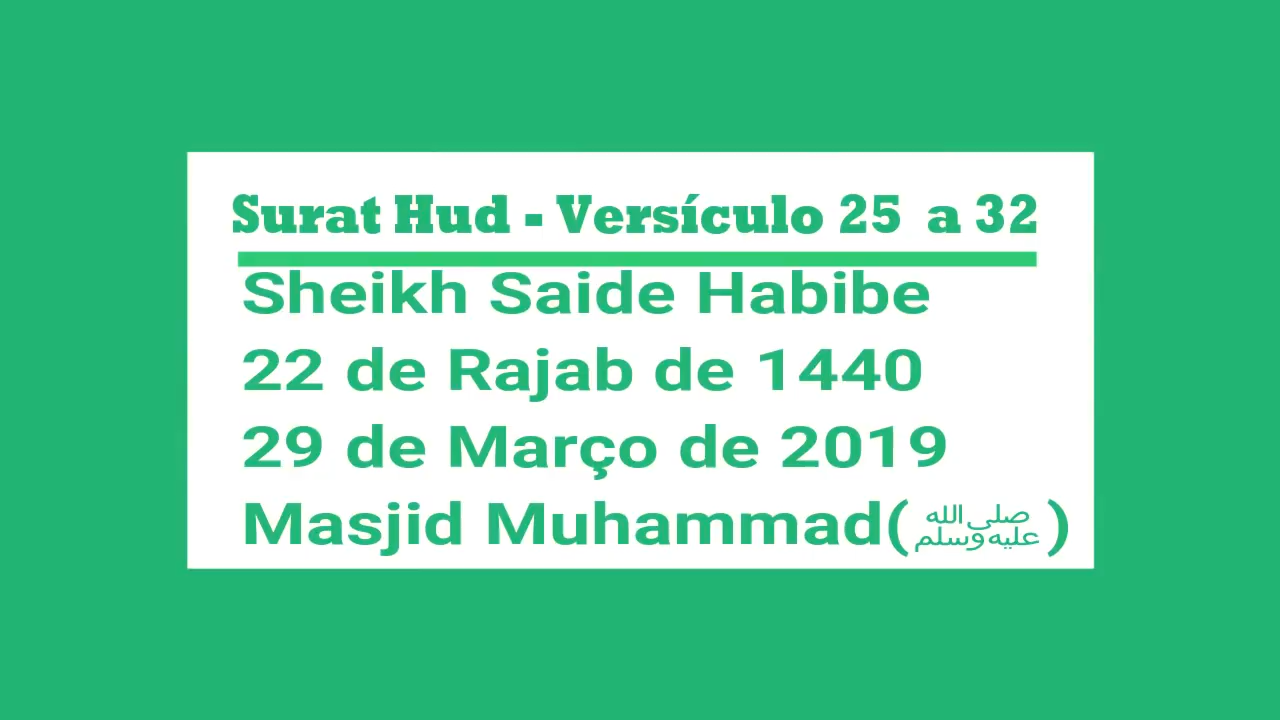 Surat Hud - Versículo 25 a 32
Sheikh Saide Habibe
22 de Rajab de 1440
29 de Março de 2019
Masjid Muhammad(صلى الله عليه وسلم)